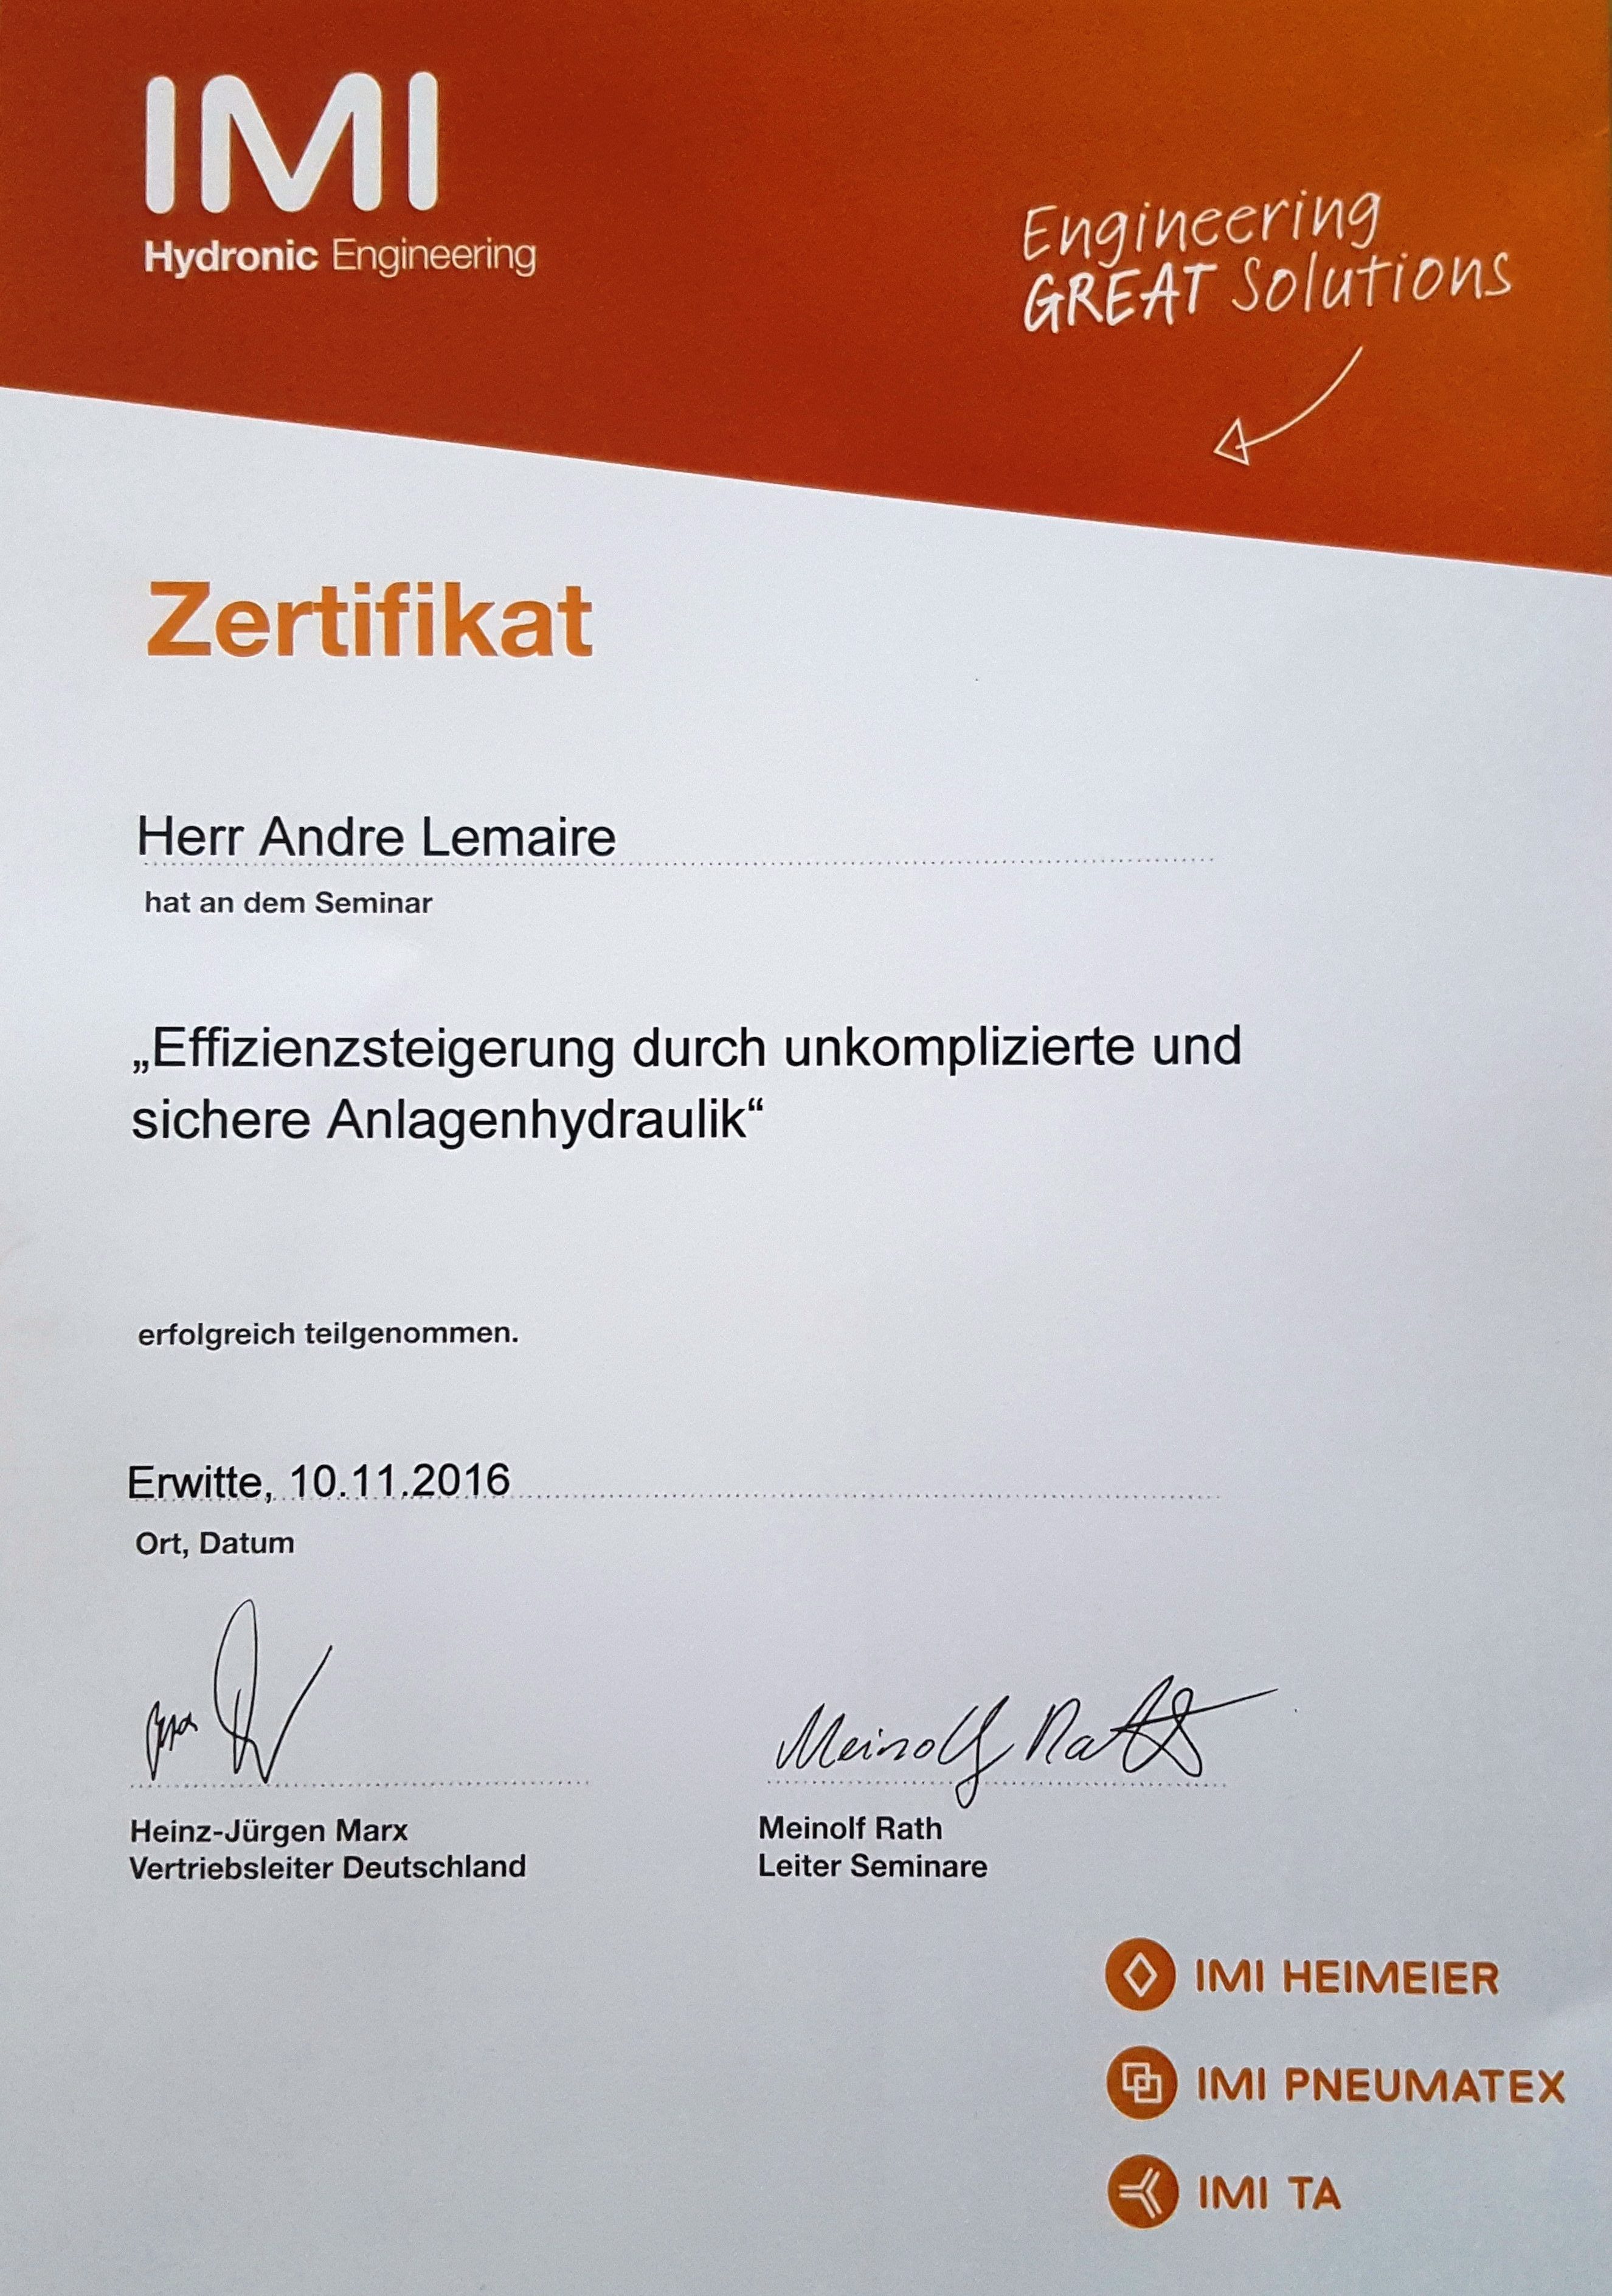 IMI
Hydronic Engineering
Engineering
GREAT Solutions
Zertifikat
Herr Andre Lemaire
hat an dem Seminar
„Effizienzsteigerung durch unkomplizierte und
sichere Anlagenhydraulik“
erfolgreich teilgenommen.
Erwitte, 10.11.2016
Ort, Datum
Meinolf Rath
Heinz-Jürgen Marx
Vertriebsleiter Deutschland
Meinolf Rath
Leiter Seminare
IMI HEIMEIER
IMI PNEUMATEX
IMI TA